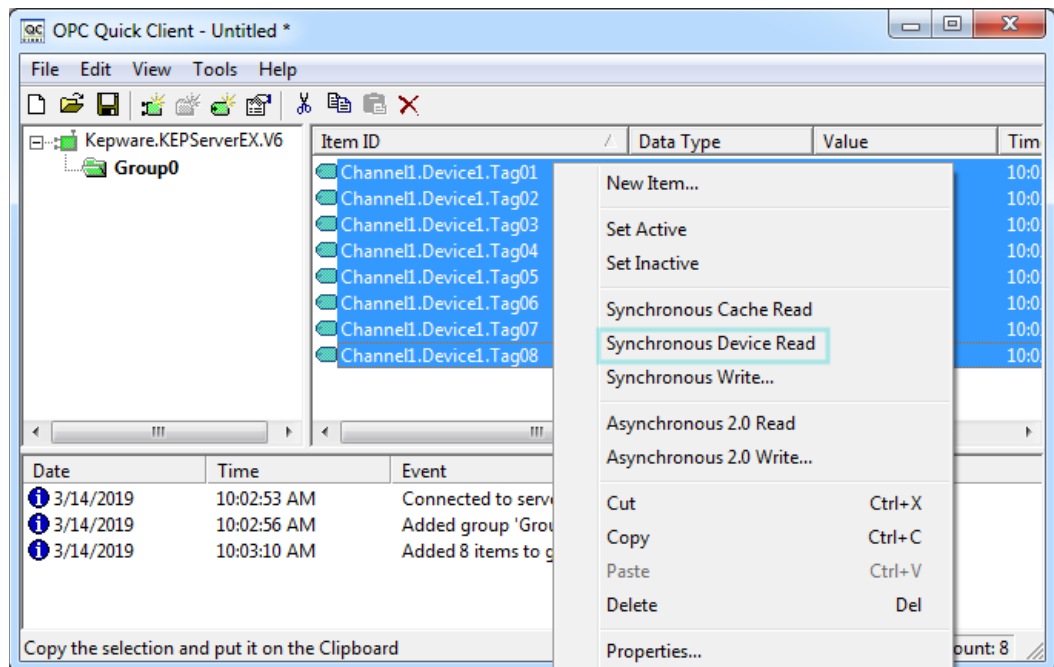 OPC Quick Client - Untitled *
File Edit View Tools Help
Kepware.KEPServerEX.V6
Group0
Item ID Data Type Value Tim
Channel1.Device1.Tag01 10:0
Channel1.Device1.Tag02 10:0
Channel1.Device1.Tag03 10:0
Channel1.Device1.Tag04 10:0
Channel1.Device1.Tag05 10:0
Channel1.Device1.Tag06 10:0
Channel1.Device1.Tag07 10:0
Channel1.Device1.Tag08 10:0
New Item...
Set Active
Set Inactive
Synchronous Cache Read
Synchronous Device Read
Synchronous Write...
Asynchronous 2.0 Read
Asynchronous 2.0 Write...
Cut Ctrl+X
Copy Ctrl+C
Paste Ctrl+V
Delete Del
Properties...
Date Time Event
3/14/2019 10:02:53 AM Connected to serv
3/14/2019 10:02:56 AM Added group 'Grou
3/14/2019 10:03:10 AM Added 8 items to g
Copy the selection and put it on the Clipboard ount: 8